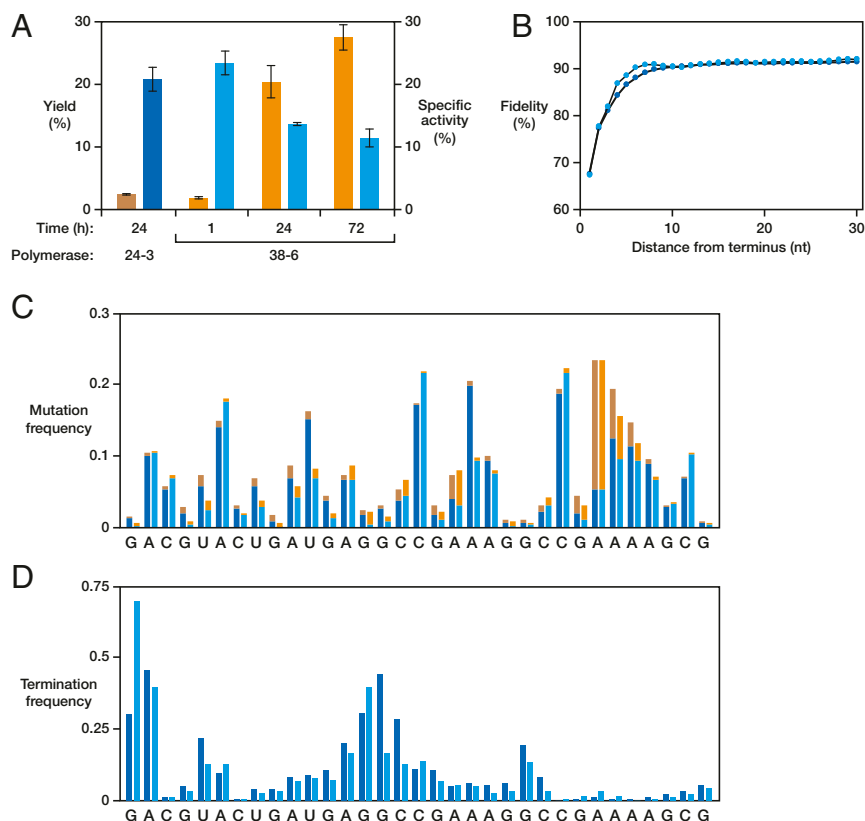 A
B
30
20
10
0
Yield
(%)
30
20
10
0
Specific
activity
(%)
Time (h):
24
1
24
72
Polymerase:
24-3
38-6
100
90
80
70
60
Fidelity
(%)
0
10
20
30
Distance from terminus (nt)
C
0.3
0.2
0.1
0
Mutation
frequency
G A C G U A C U G A U G A G G C C G A A A G G C C G A A A A G C G
D
0.75
0.5
0.25
0
Termination
frequency
G A C G U A C U G A U G A G G C C G A A A G G C C G A A A A G C G